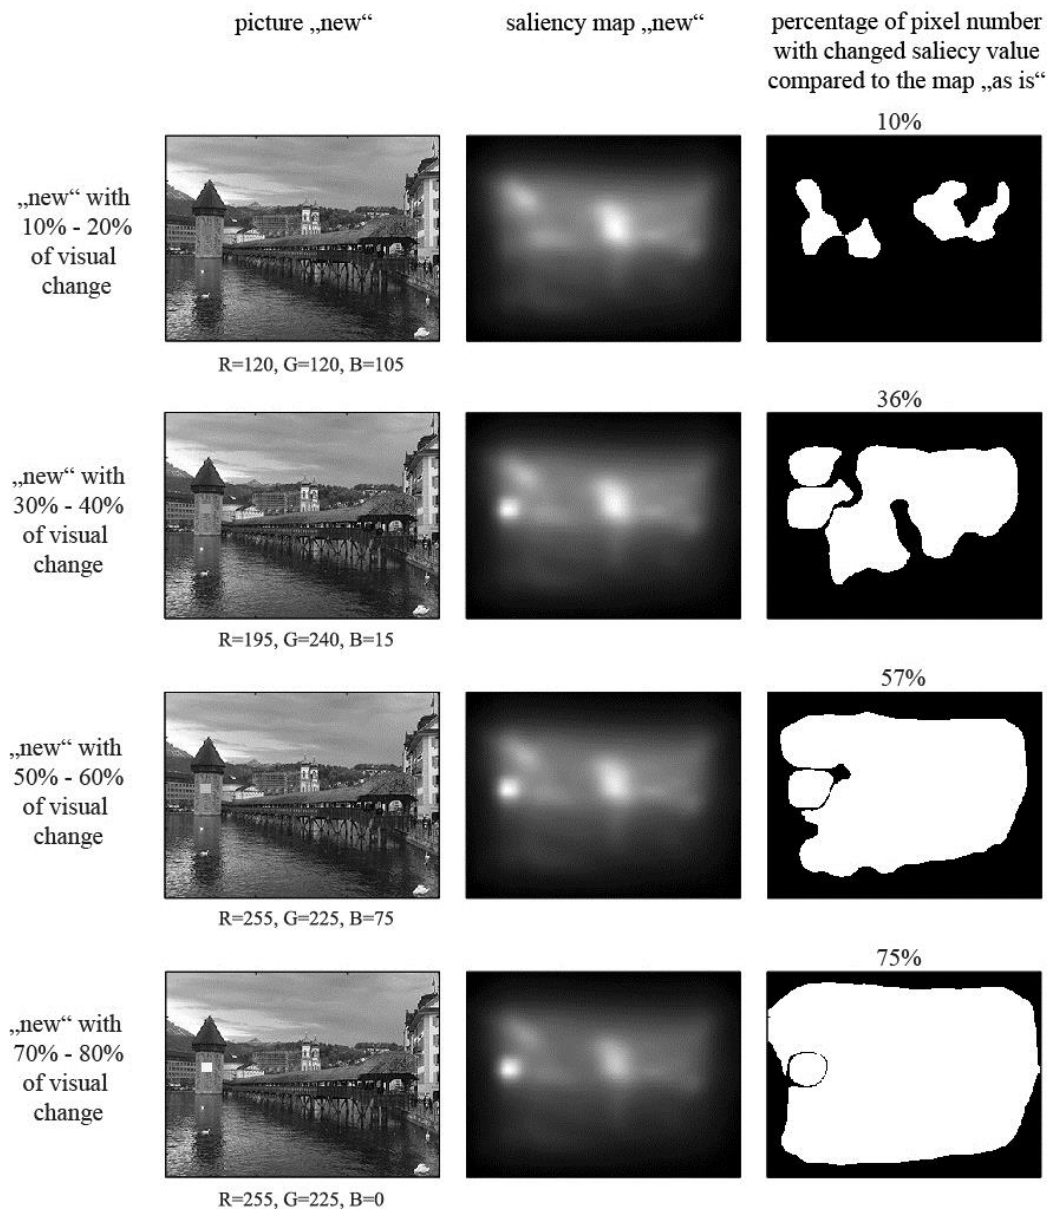 picture „new“
saliency map „new“
percentage of pixel number
with changed saliecy value
compared to the map „as is“
10%
„new“ with
10% - 20%
of visual
change
R=120, G=120, B=105
36%
„new“ with
30% - 40%
of visual
change
R=195, G=240, B=15
57%
„new“ with
50% - 60%
of visual
change
R=255, G=225, B=75
75%
„new“ with
70% - 80%
of visual
change
R=255, G=225, B=0